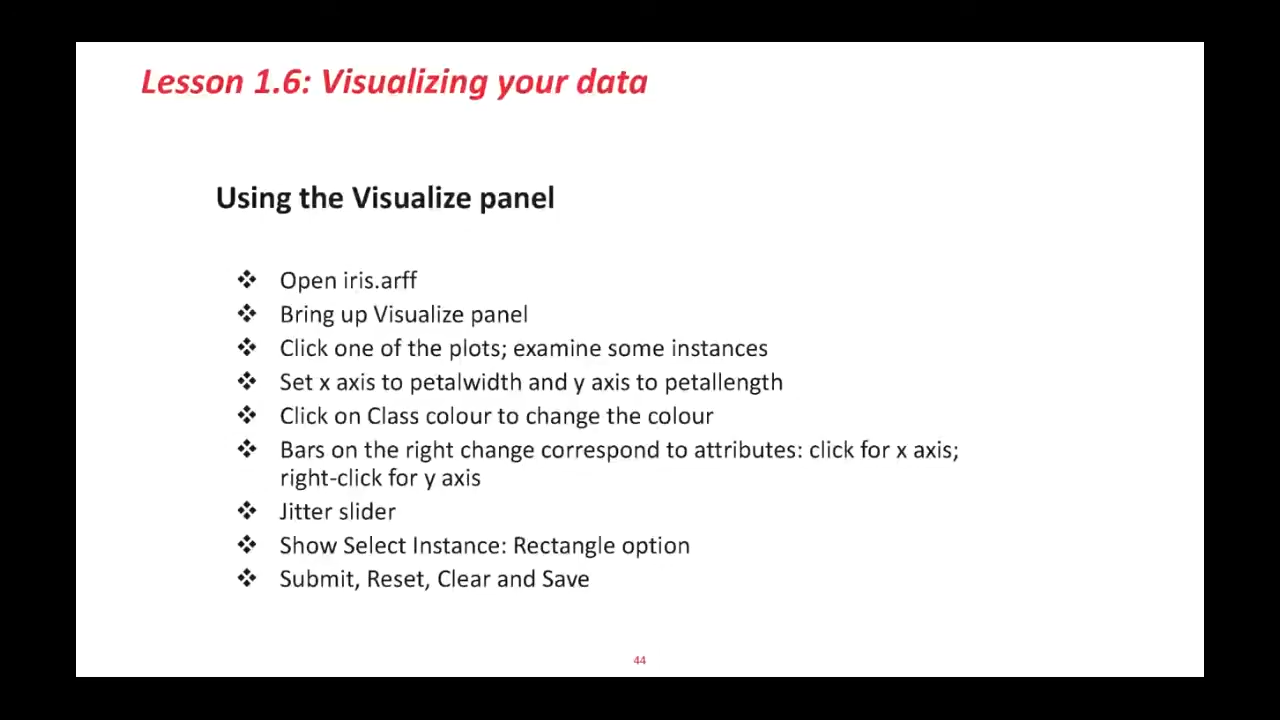 Lesson 1.6: Visualizing your data
Using the Visualize panel
❖ Open iris.arff
❖ Bring up Visualize panel
❖ Click one of the plots; examine some instances
❖ Set x axis to petalwidth and y axis to petallength
❖ Click on Class colour to change the colour
❖ Bars on the right change correspond to attributes: click for x axis;
right-click for y axis
❖ Jitter slider
❖ Show Select Instance: Rectangle option
❖ Submit, Reset, Clear and Save
44